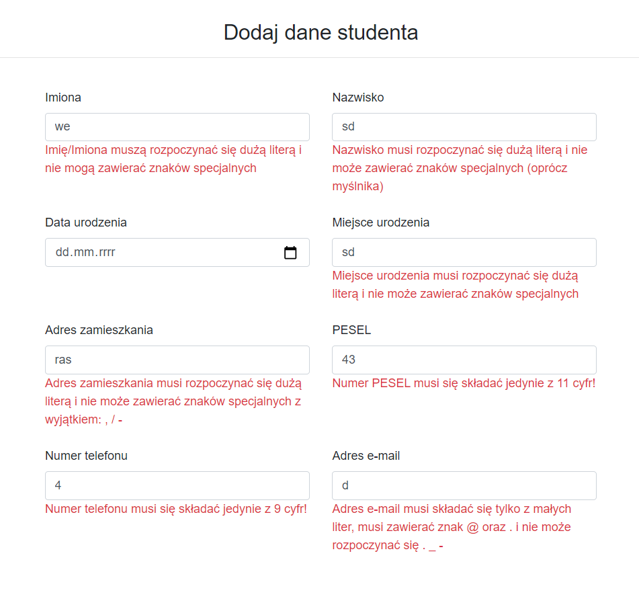 Dodaj dane studenta
Imiona
we
Imię/Imiona muszą rozpoczynać się dużą literą i
nie mogą zawierać znaków specjalnych
Nazwisko
sd
Nazwisko musi rozpoczynać się dużą literą i nie
może zawierać znaków specjalnych (oprócz
myślnika)
Data urodzenia
dd.mm.rrrr
Miejsce urodzenia
sd
Miejsce urodzenia musi rozpoczynać się dużą
literą i nie może zawierać znaków specjalnych
Adres zamieszkania
ras
Adres zamieszkania musi rozpoczynać się dużą
literą i nie może zawierać znaków specjalnych z
wyjątkiem: , / -
PESEL
43
Numer PESEL musi się składać jedynie z 11 cyfr!
Numer telefonu
4
Numer telefonu musi się składać jedynie z 9 cyfr!
Adres e-mail
d
Adres e-mail musi składać się tylko z małych
liter, musi zawierać znak @ oraz . i nie może
rozpoczynać się . _ -